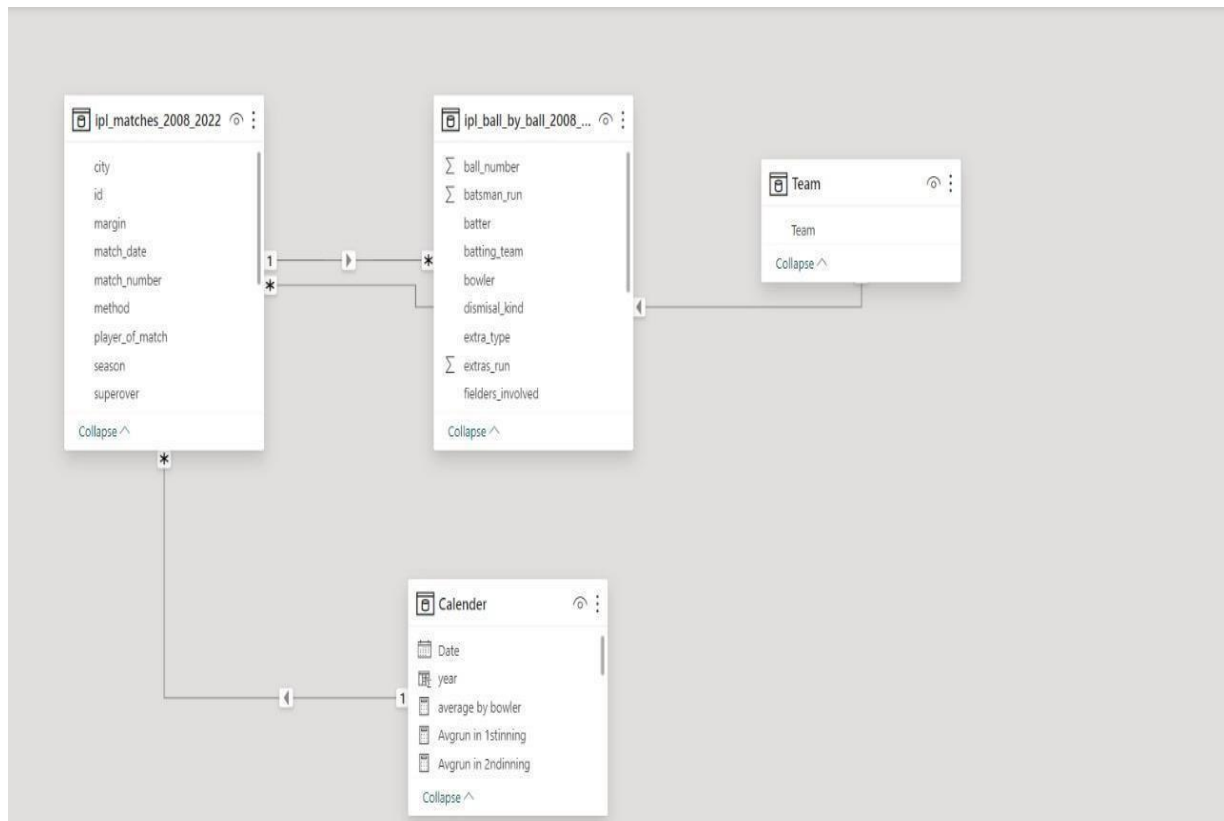 ipl_matches_2008_2022
city
id
margin
match_date
match_number
method
player_of_match
season
superover
Collapse
1
*
*
*
ipl_ball_by_ball_2008_...
Σ ball_number
Σ batsman_run
batter
batting_team
bowler
dismisal_kind
extra_type
Σ extras_run
fielders_involved
Collapse
Team
Team
Collapse
1
Calender
Date
year
average by bowler
Avgrun in 1stinning
Avgrun in 2ndinning
Collapse